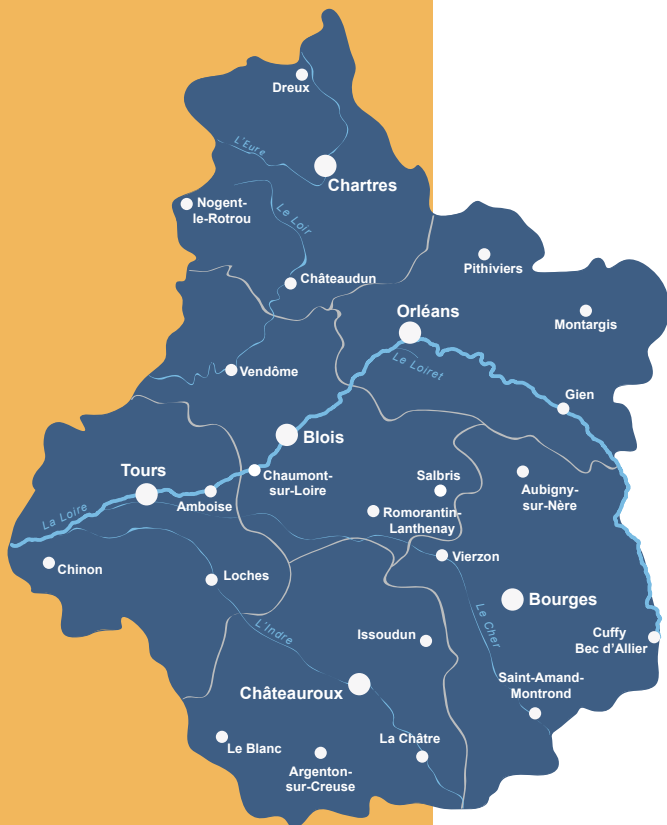 Dreux
L'Eure
Chartres
Nogent-
le-Rotrou
Le Loir
Pithiviers
Châteaudun
Orléans
Montargis
Le Loiret
Vendôme
Gien
Blois
Tours
Chaumont-
sur-Loire
Salbris
Aubigny-
sur-Nère
Amboise
La Loire
Romorantin-
Lanthenay
Vierzon
Chinon
Loches
Bourges
Le Cher
L'Indre
Issoudun
Cuffy
Bec d’Allier
Saint-Amand-
Montrond
Châteauroux
La Châtre
Le Blanc
Argenton-
sur-Creuse